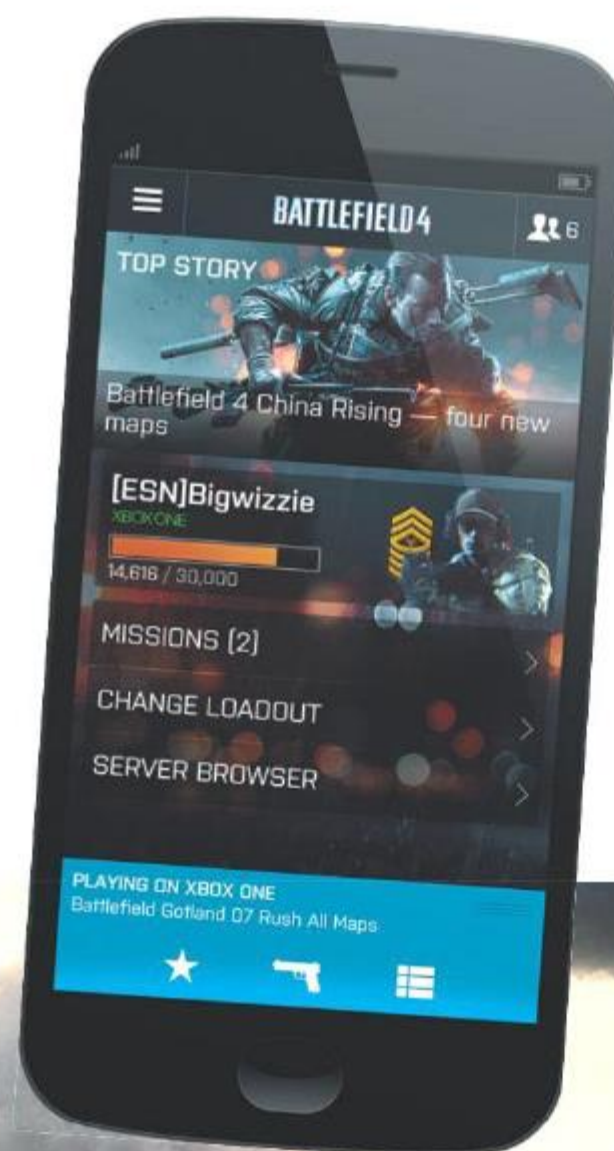 BATTLEFIELD 4
6
TOP STORY
Battlefield 4 China Rising — four new
maps
[ESN]Bigwizzie
XBOX ONE
14,616 / 30,000
MISSIONS (2)
CHANGE LOADOUT
SERVER BROWSER
PLAYING ON XBOX ONE
Battlefield Gotland 07 Rush All Maps